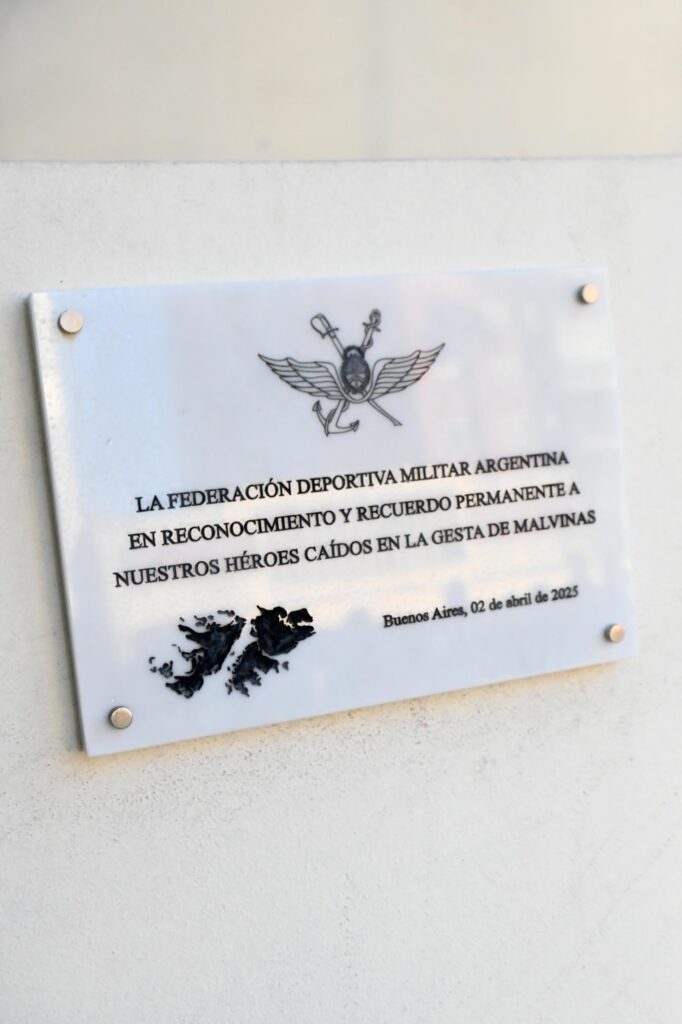 LA FEDERACIÓN DEPORTIVA MILITAR ARGENTINA
EN RECONOCIMIENTO Y RECUERDO PERMANENTE A
NUESTROS HÉROES CAÍDOS EN LA GESTA DE MALVINAS
Buenos Aires, 02 de abril de 2025